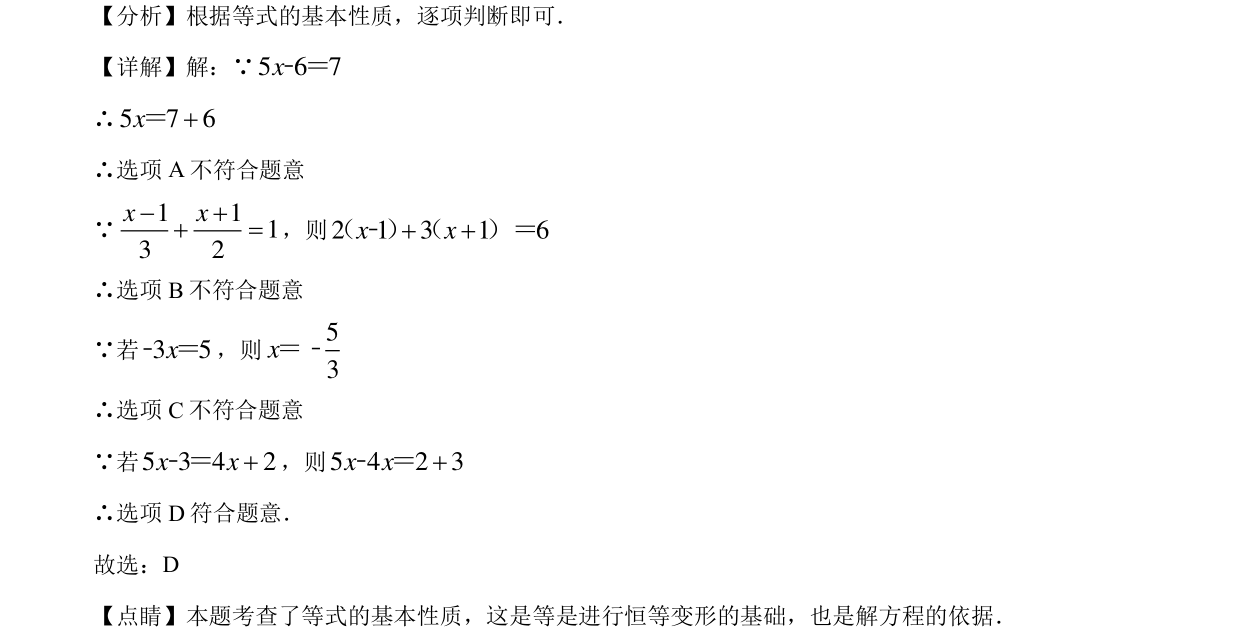 【分析】根据等式的基本性质，逐项判断即可．
【详解】解：∵5x-6=7
∴5x=7+6
∴选项 A 不符合题意
∵(x−1)/3+(x+1)/2=1，则2(x-1)+3(x+1) =6
∴选项 B 不符合题意
∵若-3x=5，则 x= -5/3
∴选项 C 不符合题意
∵若5x-3=4x+2，则5x-4x=2+3
∴选项 D 符合题意．
故选：D
【点睛】本题考查了等式的基本性质，这是等是进行恒等变形的基础，也是解方程的依据．